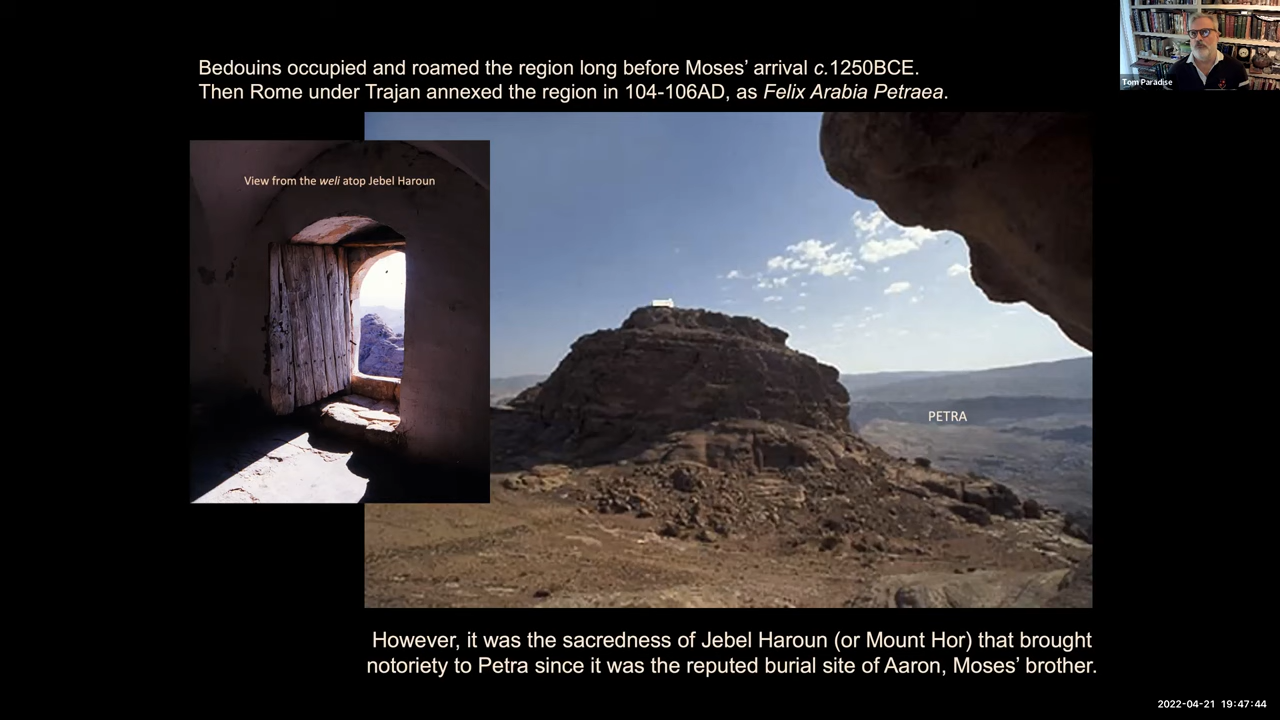 Bedouins occupied and roamed the region long before Moses’ arrival c.1250BCE.
Then Rome under Trajan annexed the region in 104-106AD, as Felix Arabia Petraea.
Tom Paradise
View from the weli atop Jebel Haroun
PETRA
However, it was the sacredness of Jebel Haroun (or Mount Hor) that brought
notoriety to Petra since it was the reputed burial site of Aaron, Moses’ brother.
2022-04-21 19:47:44